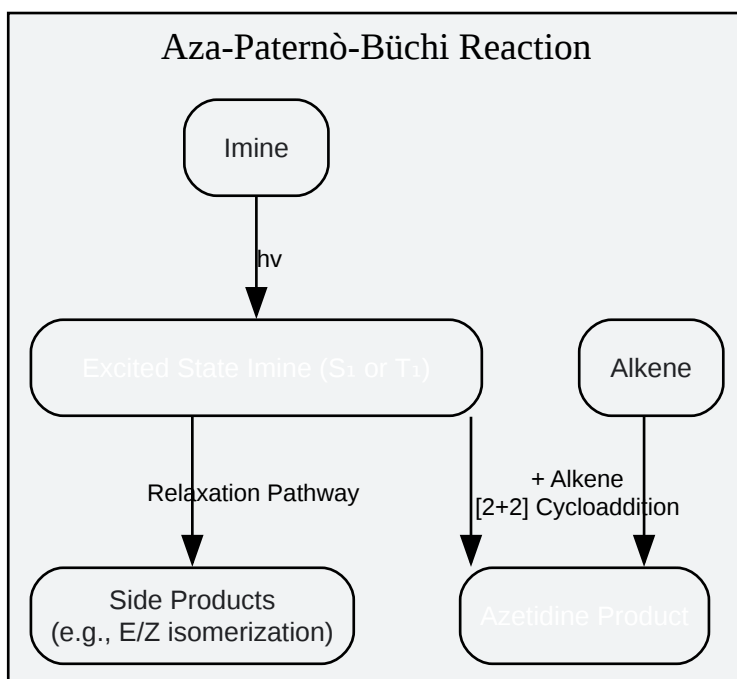 Aza-Paternò-Büchi Reaction
Imine
hv
Excited State Imine (S₁ or T₁)
Alkene
Relaxation Pathway
+ Alkene
[2+2] Cycloaddition
Side Products
(e.g., E/Z isomerization)
Azetidine Product